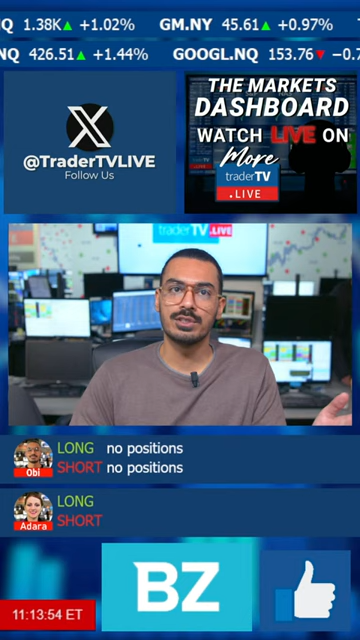 Q 1.38K▲ +1.02% GM.NY 45.61▲ +0.97%
NQ 426.51▲ +1.44% GOOGL.NQ 153.76▼ -0.
X
@TraderTVLIVE
Follow Us
THE MARKETS
DASHBOARD
WATCH LIVE ON
More
traderTV
.LIVE
traderTV.LIVE
LONG no positions
SHORT no positions
Obi
LONG
SHORT
Adara
11:13:54 ET
BZ